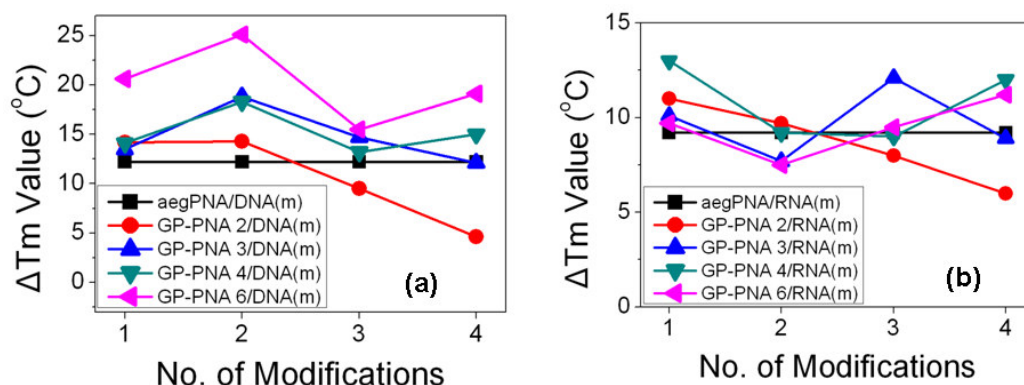 25
20
15
10
5
0
ΔTm Value (°C)
aegPNA/DNA(m)
GP-PNA 2/DNA(m)
GP-PNA 3/DNA(m)
GP-PNA 4/DNA(m)
GP-PNA 6/DNA(m)
(a)
1 2 3 4
No. of Modifications
15
10
5
0
ΔTm Value (°C)
aegPNA/RNA(m)
GP-PNA 2/RNA(m)
GP-PNA 3/RNA(m)
GP-PNA 4/RNA(m)
GP-PNA 6/RNA(m)
(b)
1 2 3 4
No. of Modifications